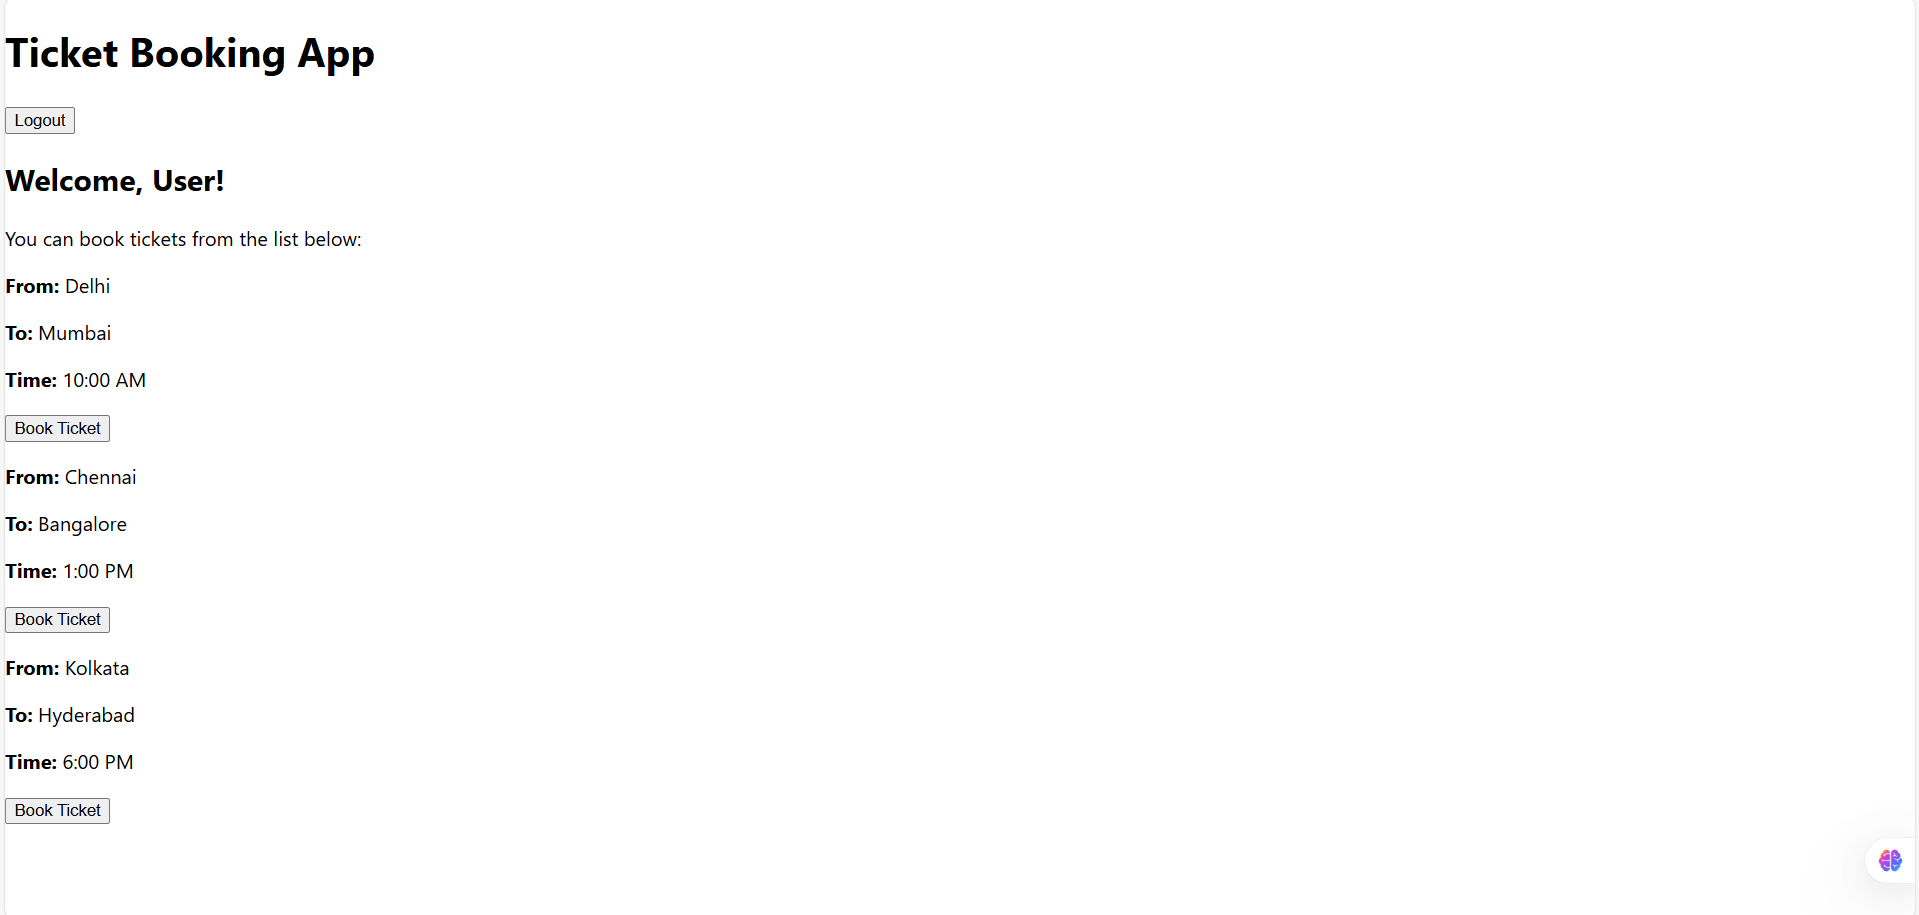 Ticket Booking App
Logout
Welcome, User!
You can book tickets from the list below:
From: Delhi
To: Mumbai
Time: 10:00 AM
Book Ticket
From: Chennai
To: Bangalore
Time: 1:00 PM
Book Ticket
From: Kolkata
To: Hyderabad
Time: 6:00 PM
Book Ticket